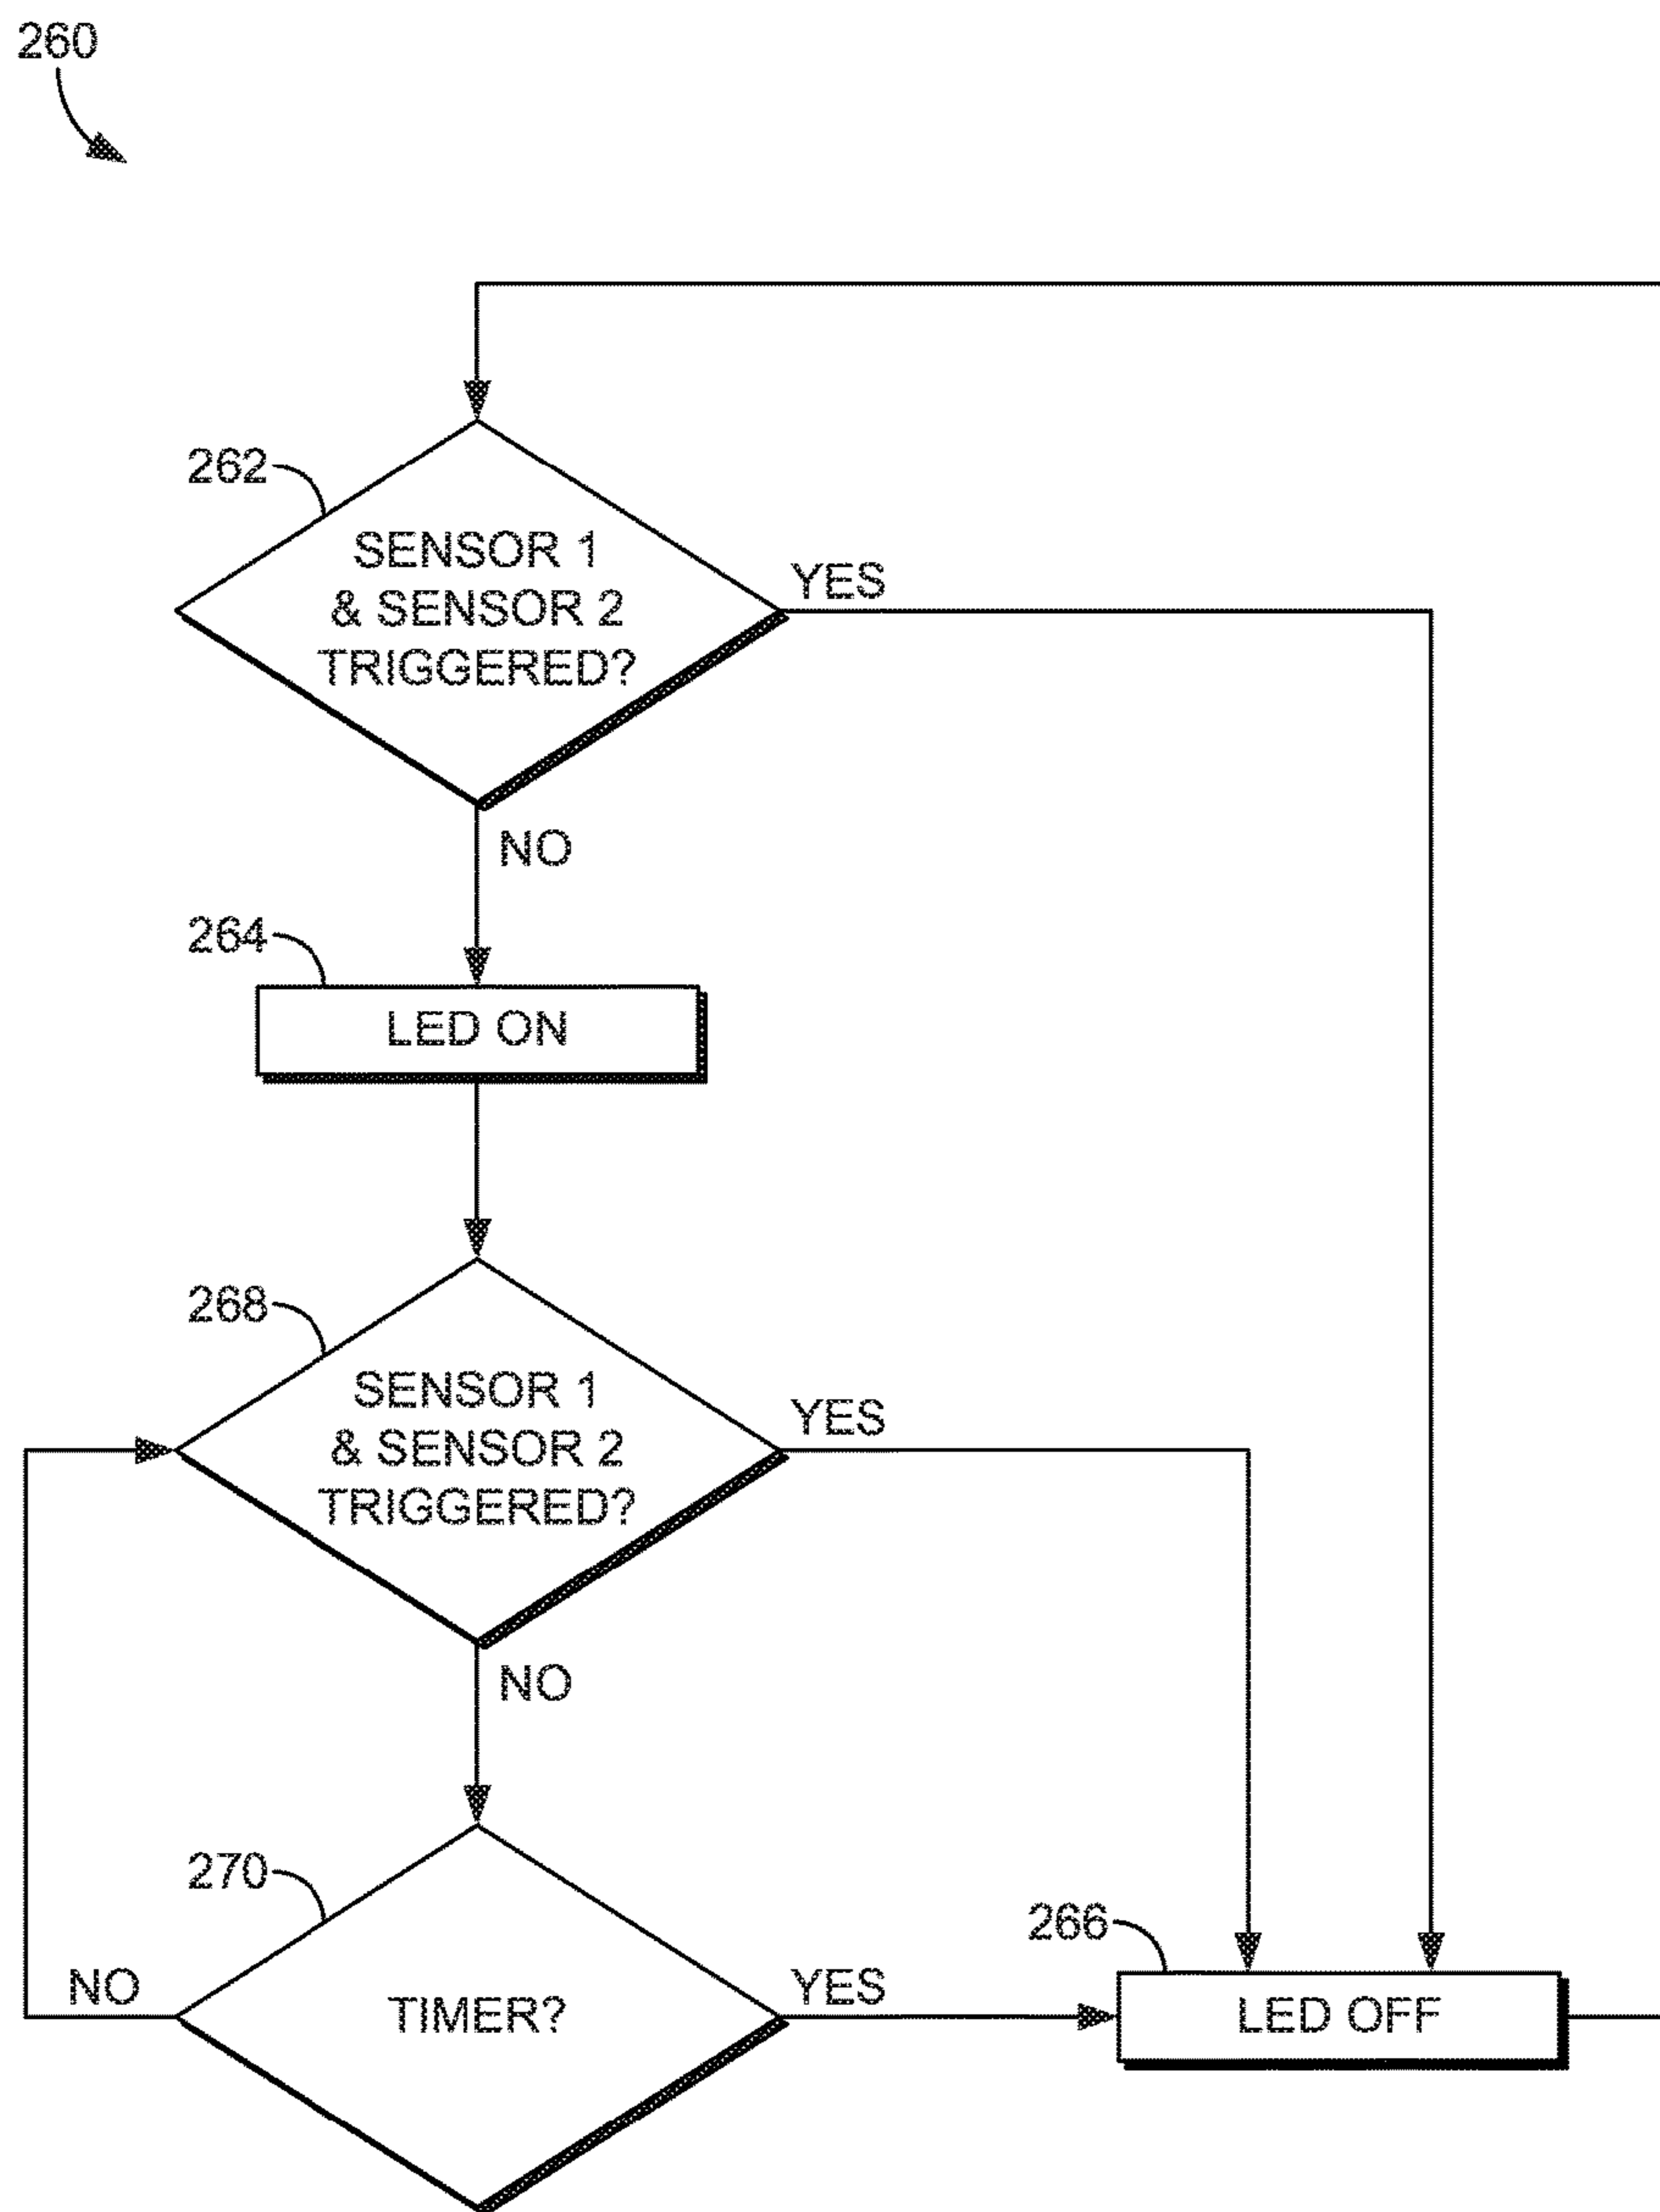 260
262
SENSOR 1
& SENSOR 2
TRIGGERED?
YES
NO
264
LED ON
268
SENSOR 1
& SENSOR 2
TRIGGERED?
YES
NO
270
TIMER?
NO
YES
266
LED OFF